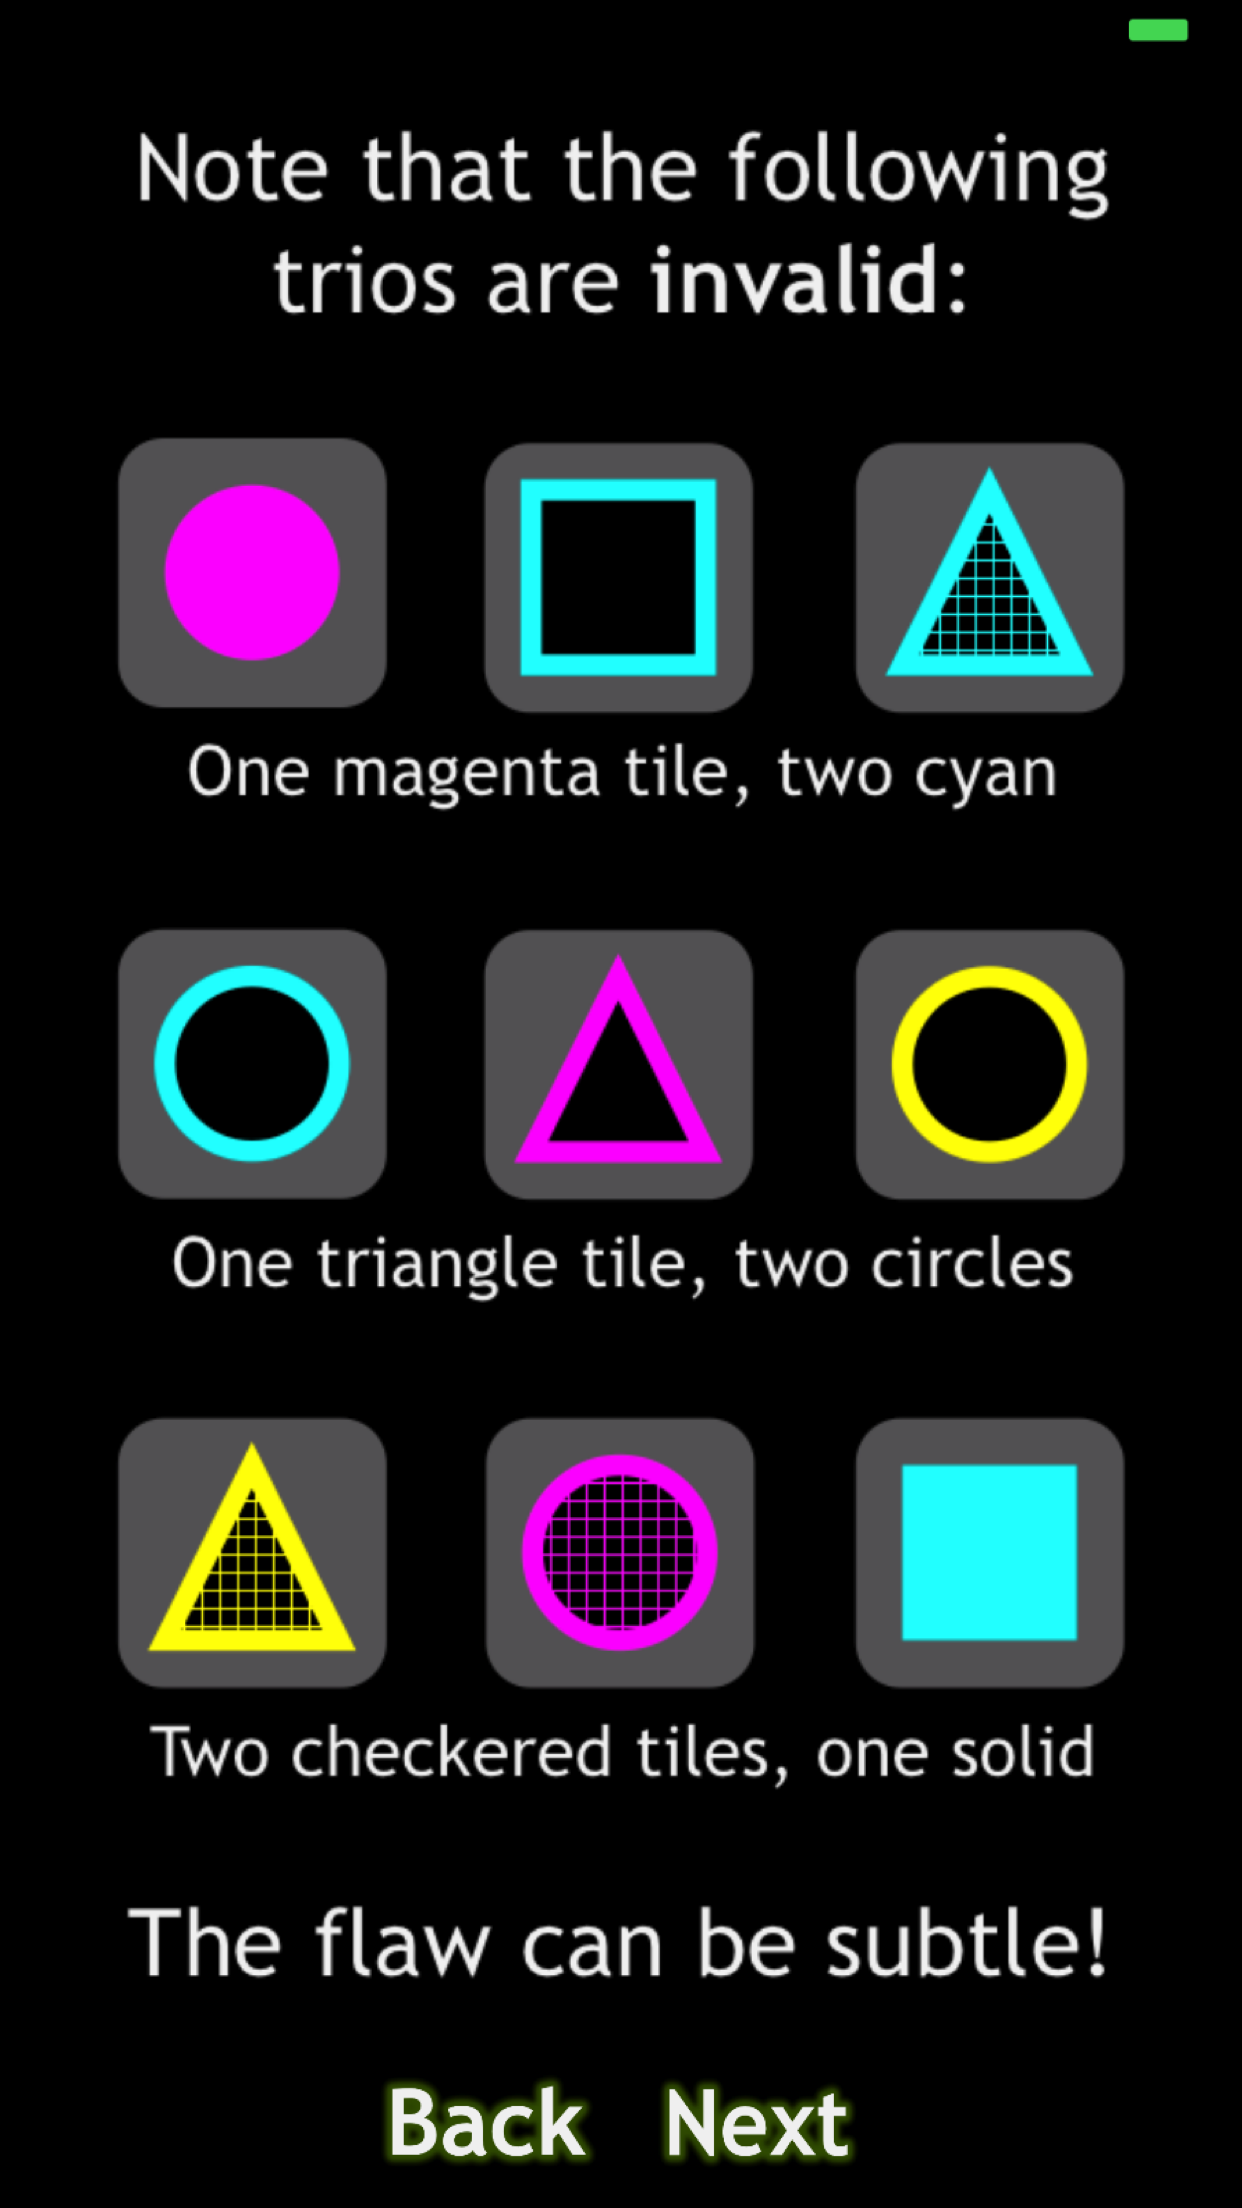 Note that the following
trios are invalid:
One magenta tile, two cyan
One triangle tile, two circles
Two checkered tiles, one solid
The flaw can be subtle!
Back Next